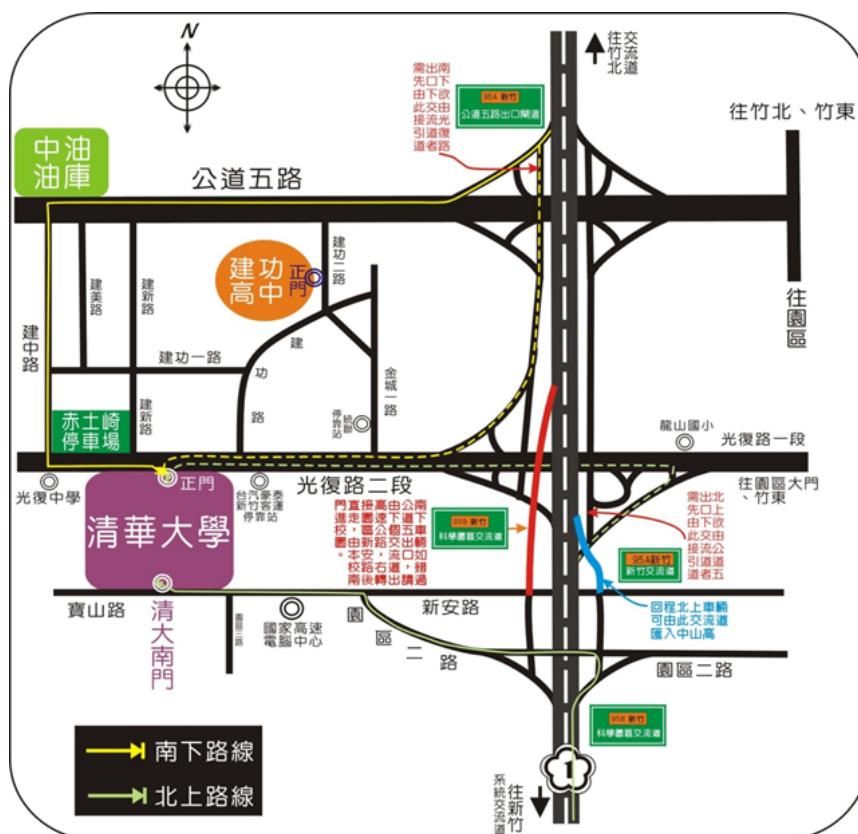 N
往竹北
交流道
南下欲由光復路
出口下交流道者
需先由此接引道
95A 新竹
公道五路出口閘道
往竹北、竹東
中油
油庫
公道五路
建功
高中
正門
建功二路
建美路
建新路
往園區
建中路
建功一路
建功路
金城一路
建新路
統聯
停靠站
赤土崎
停車場
龍山國小
光復路一段
正門
光復中學
台汽豪泰
新竹客運
停靠站
光復路二段
往園區大門
、竹東
清華大學
南下車輛如錯過
公道五出口,請
由下個交流道出
高速公路,右轉
接園區新安路後
直走,由本校南
門進校園。
95B 新竹
科學園區交流道
北上欲由公道五
出口下交流道者
需先由此接引道
95A新竹
新竹交流道
寶山路
新安路
回程北上車輛
可由此交流道
匯入中山高
清大南門
國家高速
電腦中心
園區二路
園區二路
95B 新竹
科學園區交流道
南下路線
北上路線
1
往新竹
系統交流道